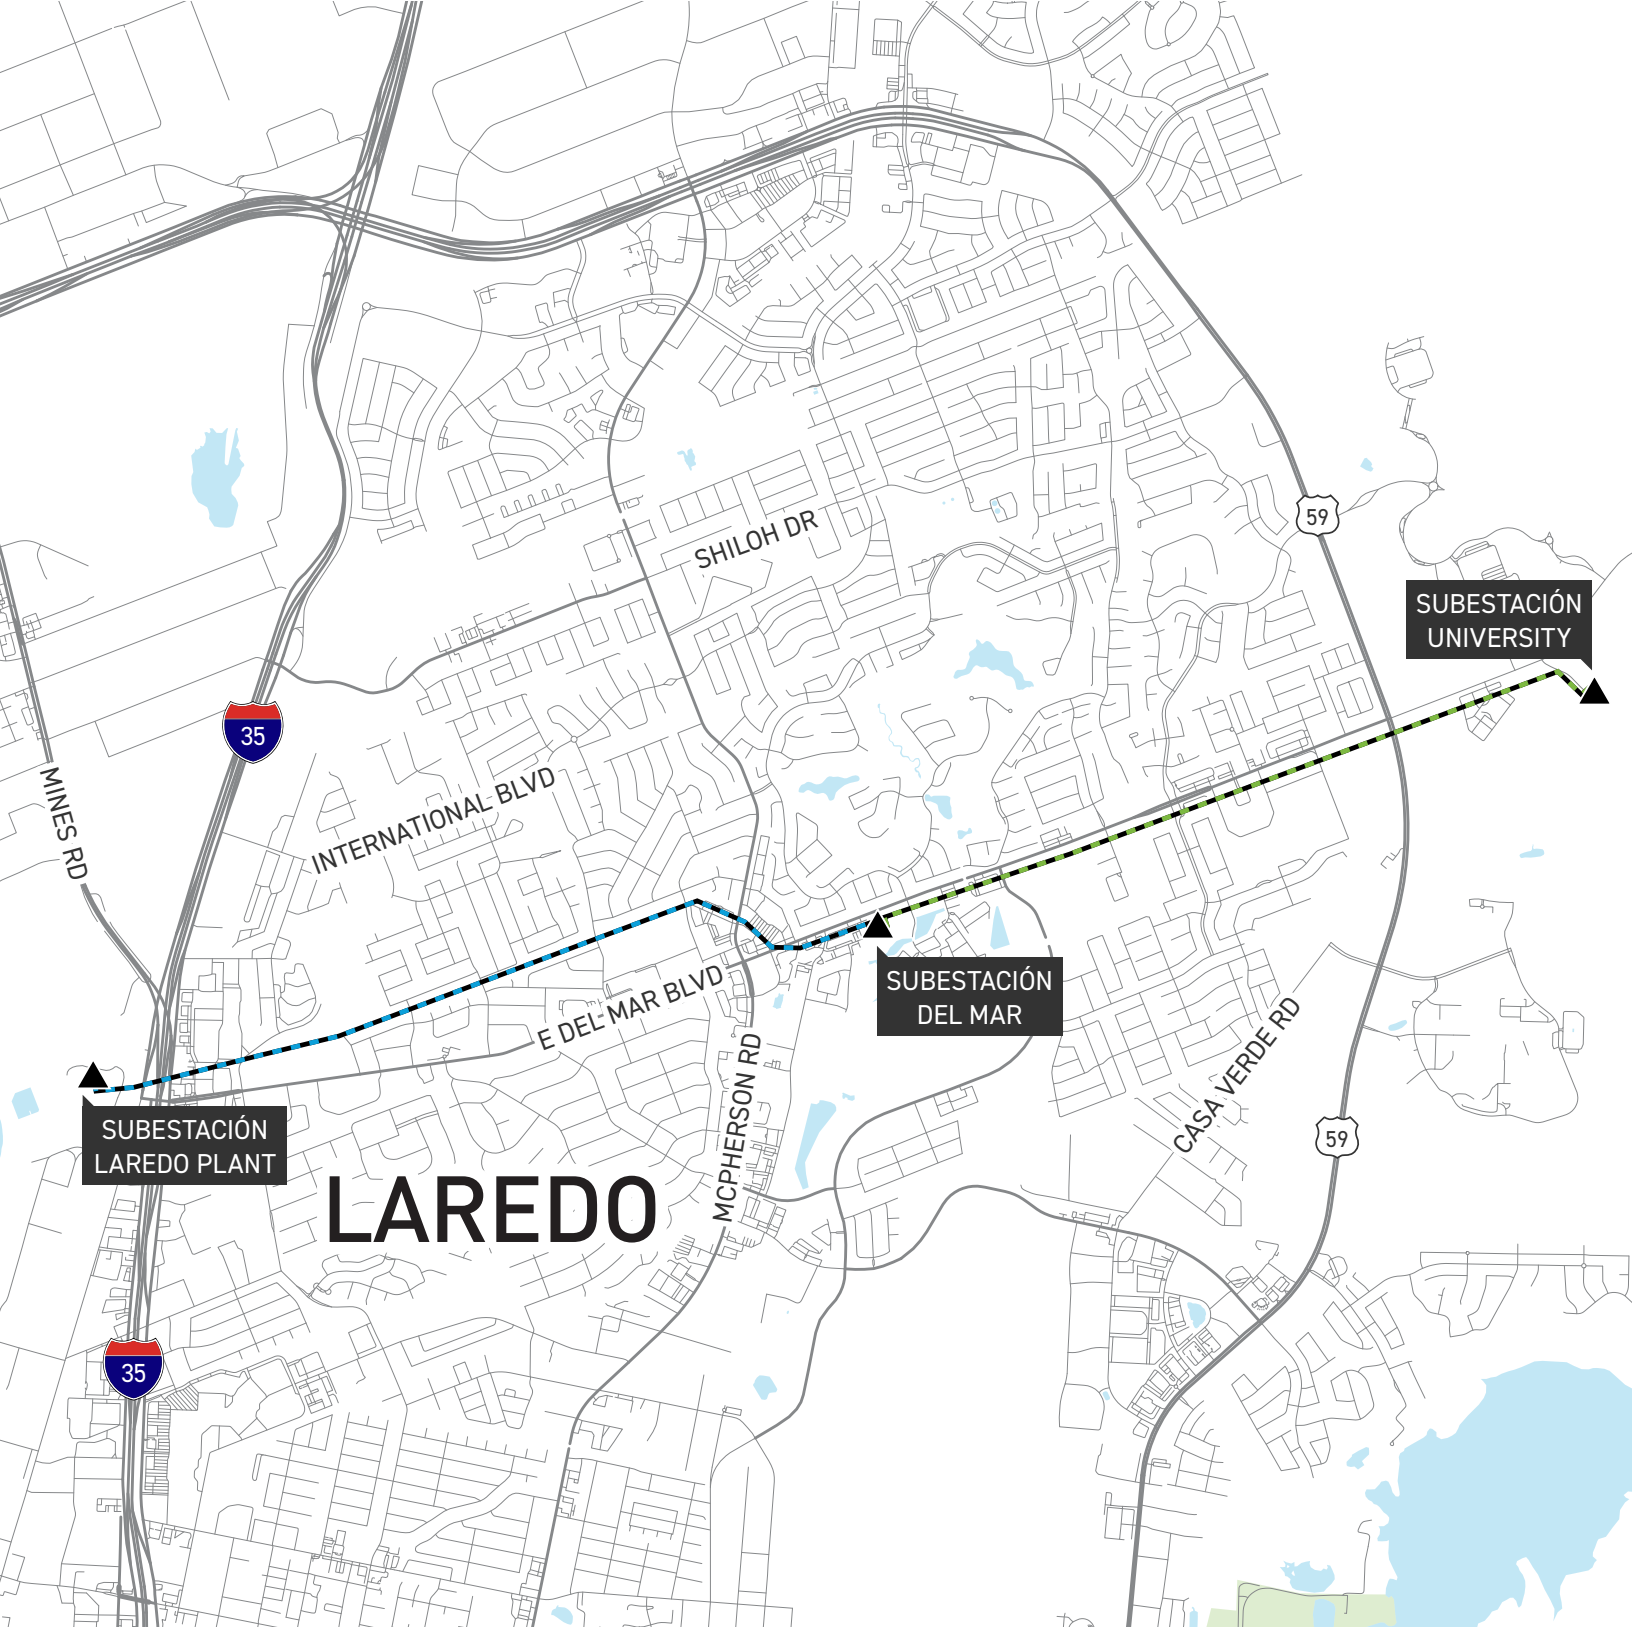 59
SHILOH DR
SUBESTACIÓN
UNIVERSITY
35
MINES RD
INTERNATIONAL BLVD
E DEL MAR BLVD
SUBESTACIÓN
DEL MAR
CASA VERDE RD
MCPHERSON RD
SUBESTACIÓN
LAREDO PLANT
59
LAREDO
35